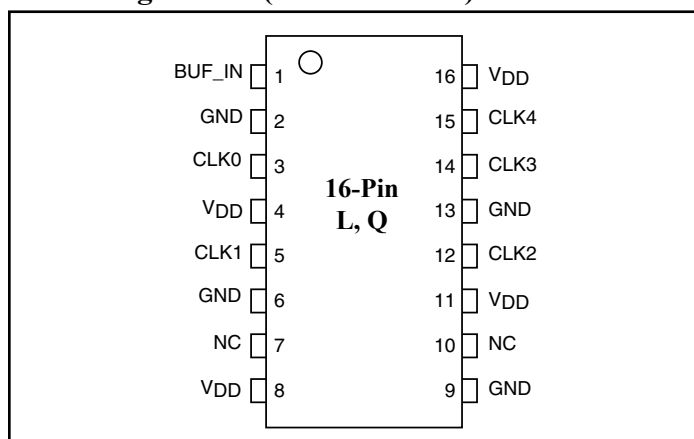 BUF_IN 1 16 VDD
GND 2 15 CLK4
CLK0 3 14 CLK3
16-Pin
VDD 4 13 GND
L, Q
CLK1 5 12 CLK2
GND 6 11 VDD
NC 7 10 NC
VDD 8 9 GND